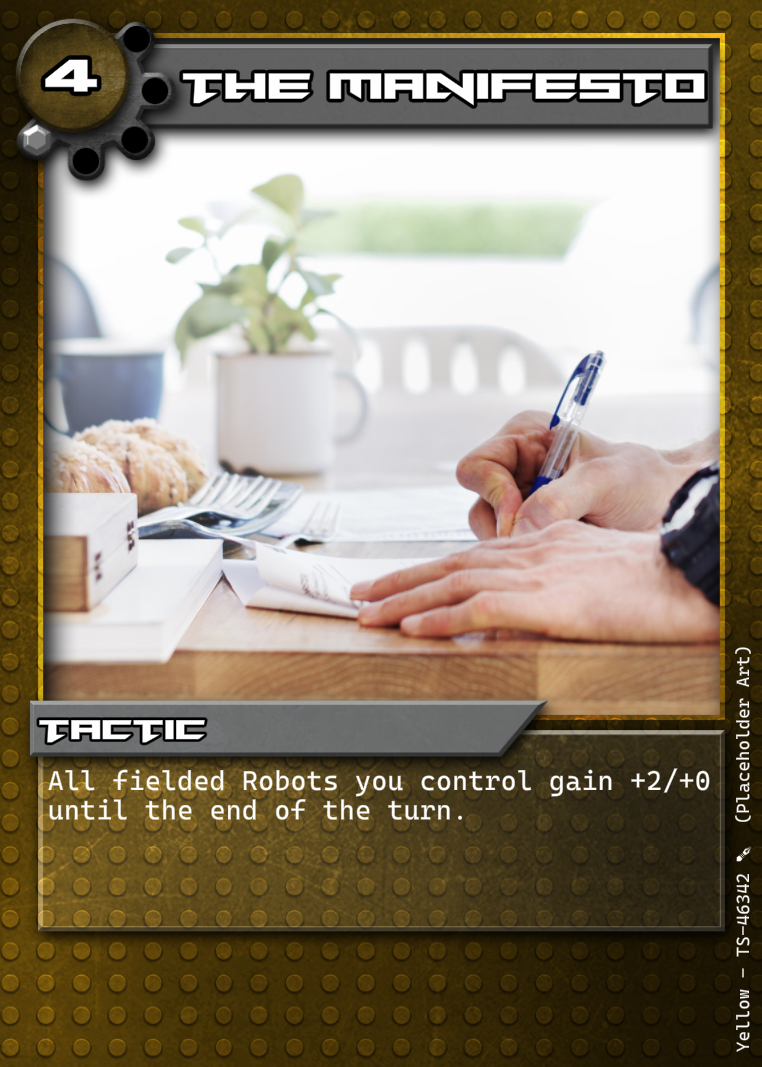 4
THE MANIFESTO
TACTIC
All fielded Robots you control gain +2/+0
until the end of the turn.
Yellow - TS-46342 ✒ (Placeholder Art)